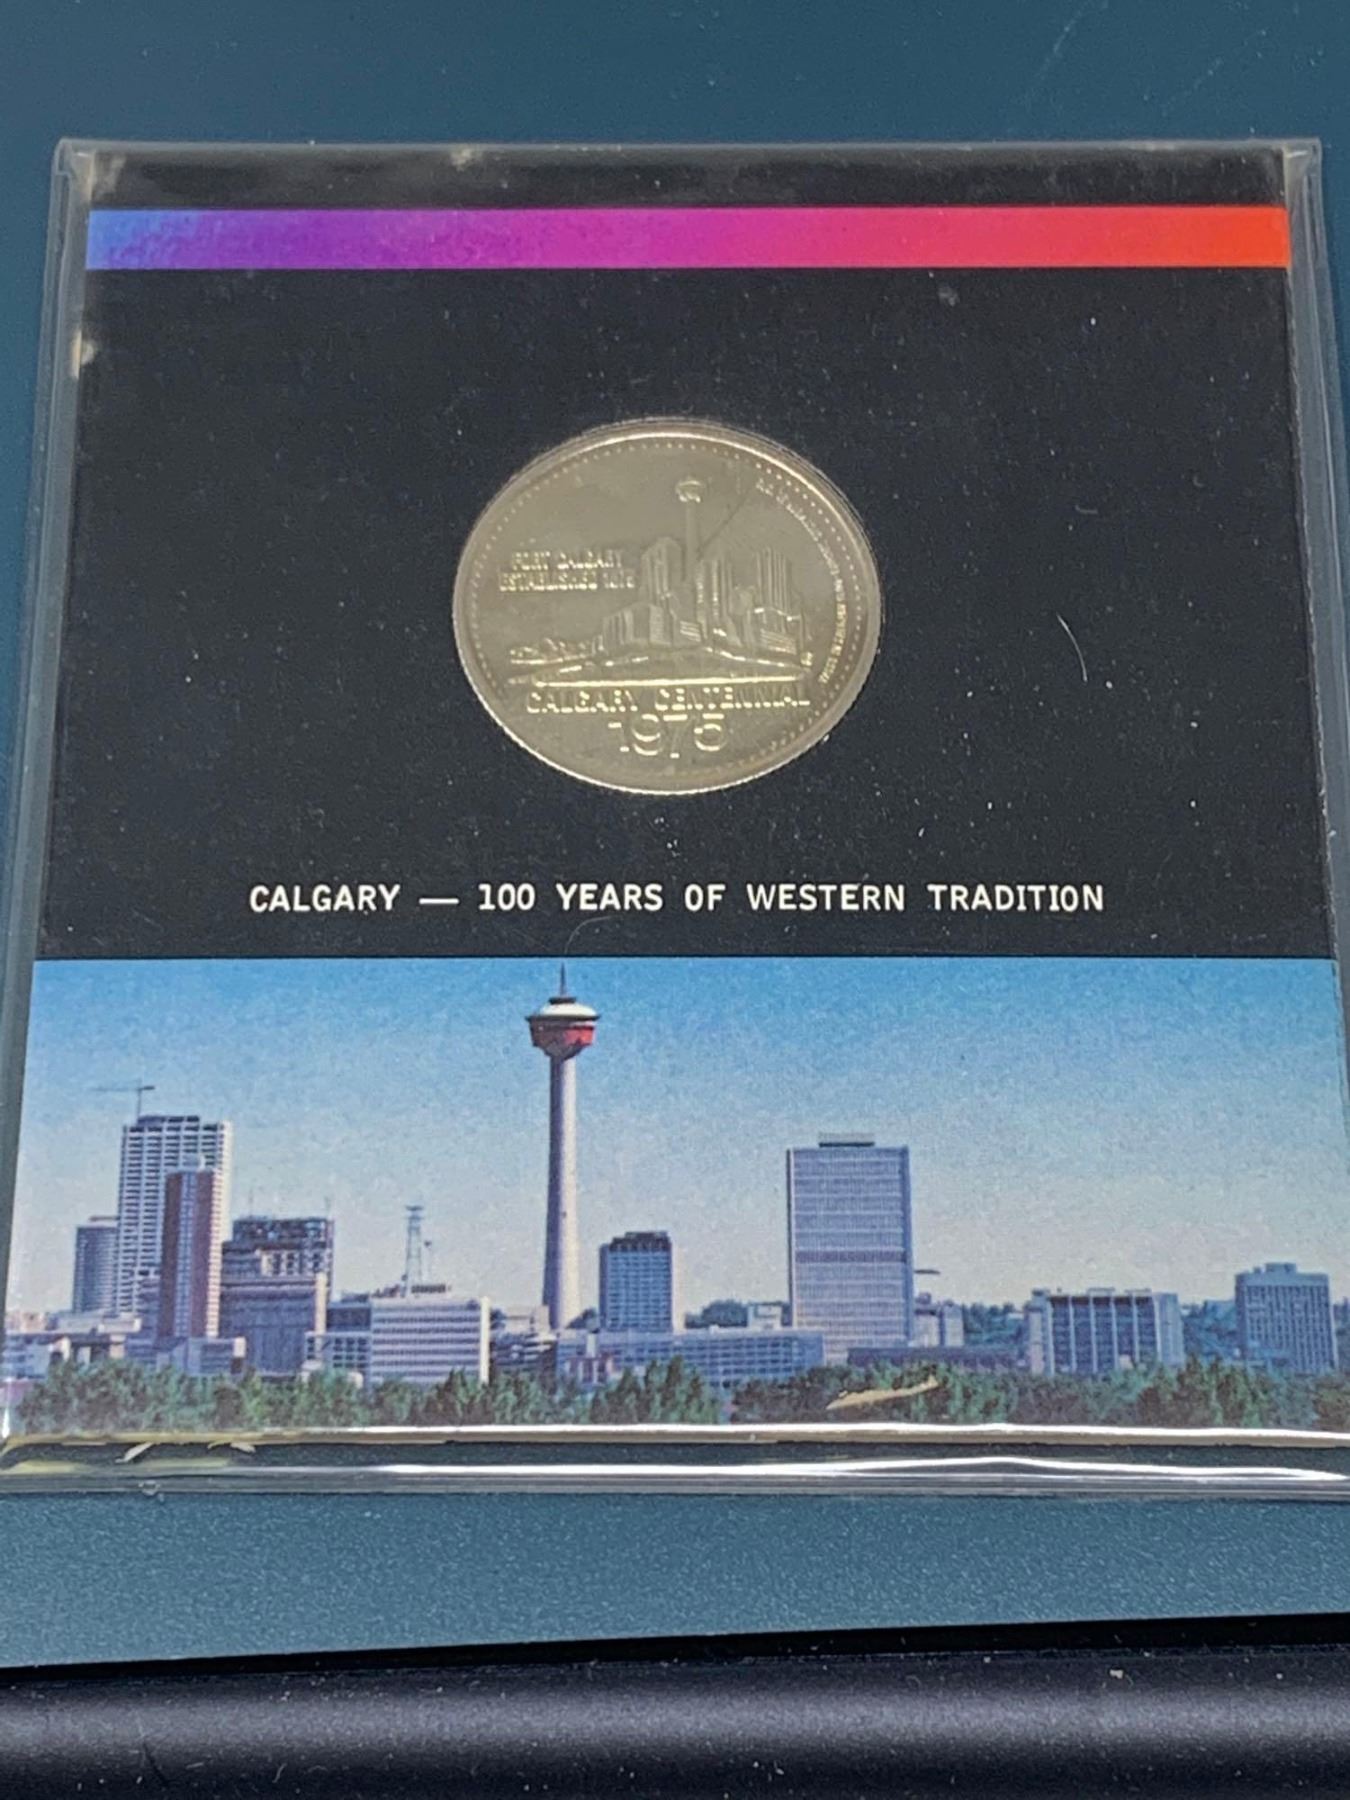 FORT CALGARY
ESTABLISHED 1875
CALGARY CENTENNIAL
1975
CALGARY — 100 YEARS OF WESTERN TRADITION